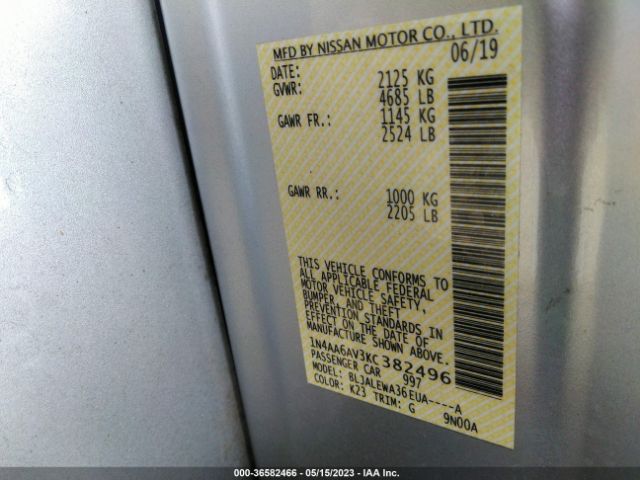 MFD BY NISSAN MOTOR CO., LTD.
DATE: 06/19
GVWR: 2125 KG
4685 LB
GAWR FR.: 1145 KG
2524 LB
GAWR RR.: 1000 KG
2205 LB
THIS VEHICLE CONFORMS TO
ALL APPLICABLE FEDERAL
MOTOR VEHICLE SAFETY,
BUMPER, AND THEFT
PREVENTION STANDARDS IN
EFFECT ON THE DATE OF
MANUFACTURE SHOWN ABOVE.
1N4AA6AV3KC382496
PASSENGER CAR 997
MODEL: BLJALEWA36EUA----A
COLOR: K23 TRIM: G 9N00A
000-36582466 - 05/15/2023 - IAA Inc.